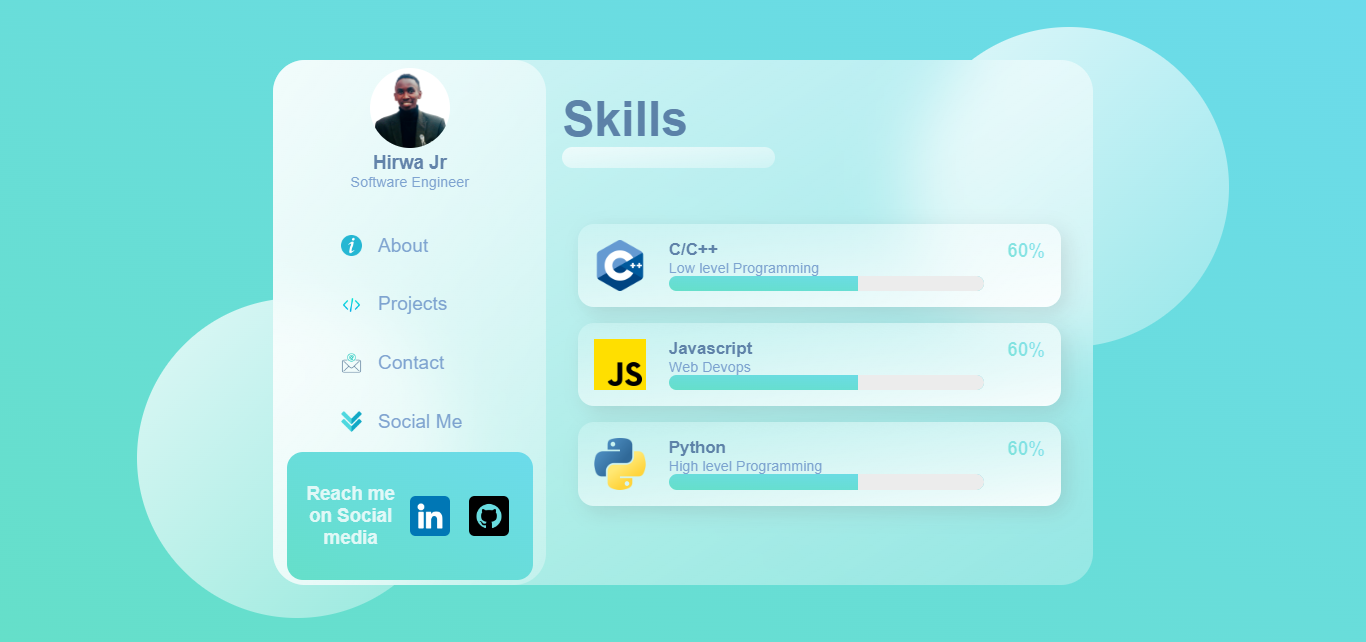 Hirwa Jr
Software Engineer
About
Projects
Contact
Social Me
Reach me
on Social
media
in
Skills
C/C++
Low level Programming
60%
C++
Javascript
Web Devops
60%
JS
Python
High level Programming
60%